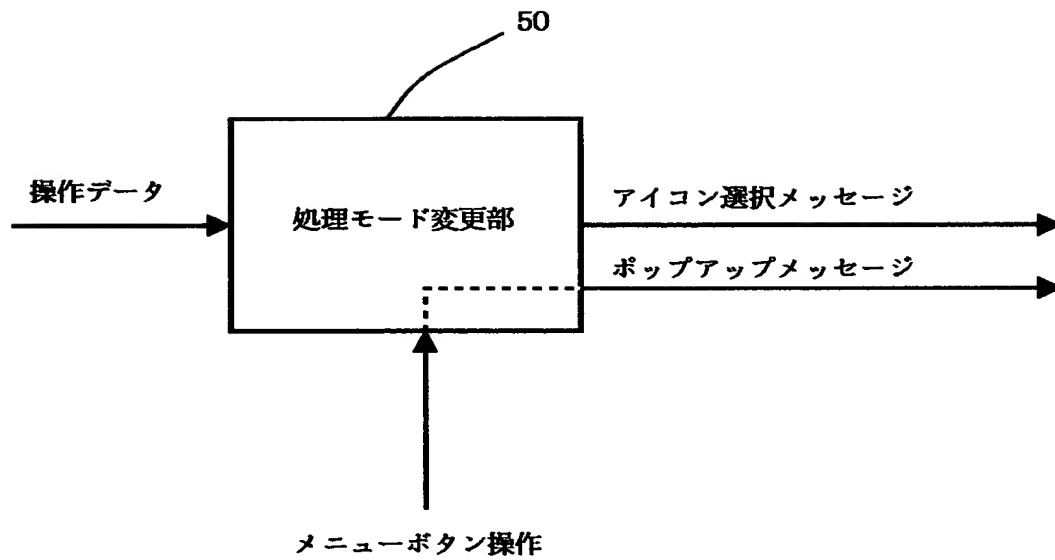 50
操作データ
処理モード変更部
アイコン選択メッセージ
ポップアップメッセージ
メニューボタン操作